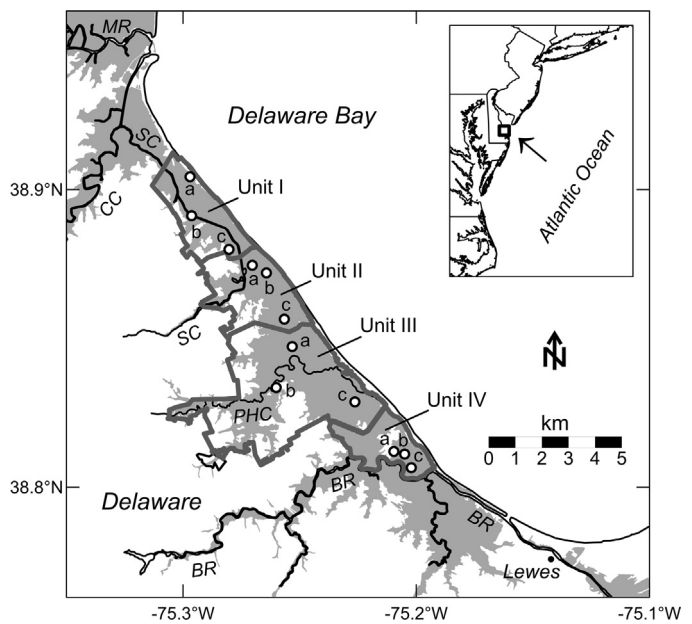 MR
Delaware Bay
SC
38.9°N
a
Unit I
CC
b
c
Atlantic Ocean
a
b
Unit II
c
SC
Unit III
a
N
b
c
PHC
Unit IV
km
a
b
c
0 1 2 3 4 5
38.8°N
Delaware
BR
BR
BR
Lewes
-75.3°W
-75.2°W
-75.1°W